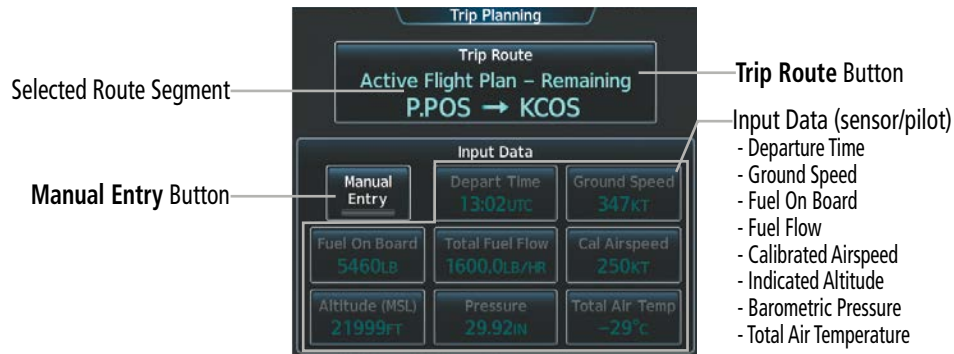 Trip Planning
Trip Route
Active Flight Plan – Remaining
P.POS → KCOS
Selected Route Segment
Trip Route Button
Input Data (sensor/pilot)
- Departure Time
- Ground Speed
- Fuel On Board
- Fuel Flow
- Calibrated Airspeed
- Indicated Altitude
- Barometric Pressure
- Total Air Temperature
Input Data
Manual Entry Button
Manual
Entry
Depart Time
13:02UTC
Ground Speed
347KT
Fuel On Board
5460LB
Total Fuel Flow
1600.0LB/HR
Cal Airspeed
250KT
Altitude (MSL)
21999FT
Pressure
29.92IN
Total Air Temp
-29°C